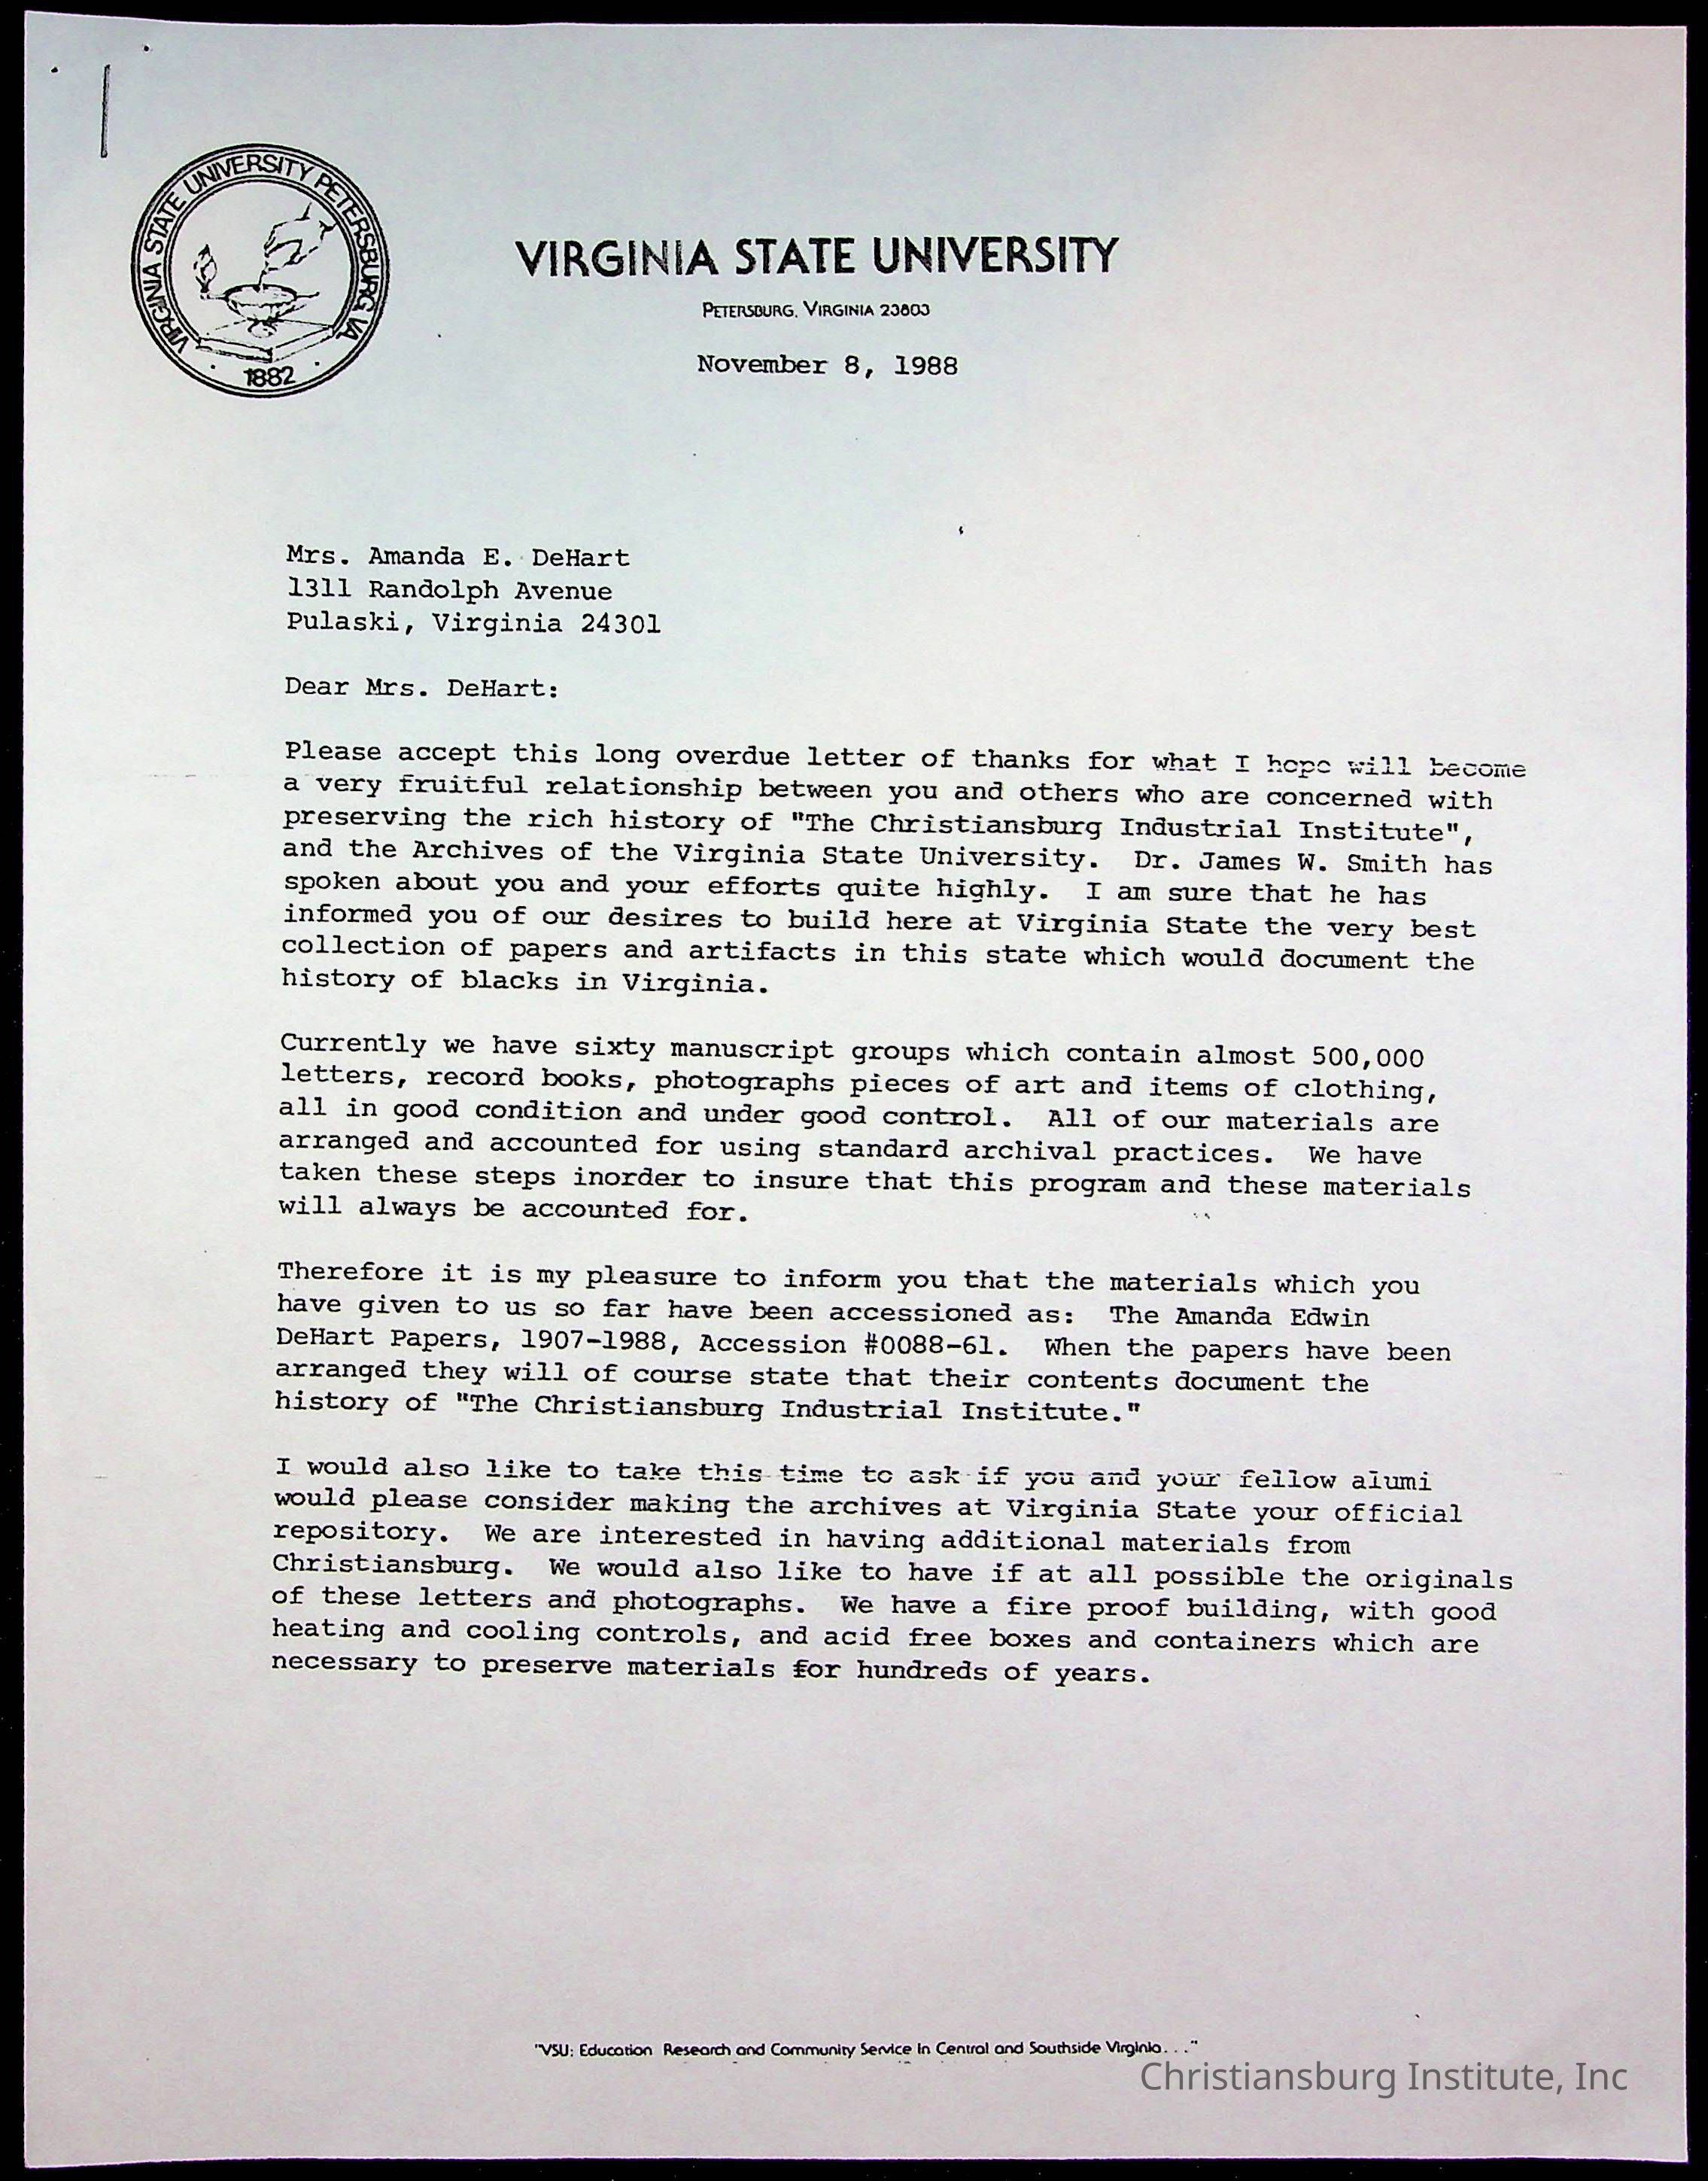 VIRGINIA STATE UNIVERSITY PETERSBURG VA.
1882
VIRGINIA STATE UNIVERSITY
PETERSBURG, VIRGINIA 23803
November 8, 1988
Mrs. Amanda E. DeHart
1311 Randolph Avenue
Pulaski, Virginia 24301
Dear Mrs. DeHart:
Please accept this long overdue letter of thanks for what I hope will become
a very fruitful relationship between you and others who are concerned with
preserving the rich history of "The Christiansburg Industrial Institute",
and the Archives of the Virginia State University.  Dr. James W. Smith has
spoken about you and your efforts quite highly.  I am sure that he has
informed you of our desires to build here at Virginia State the very best
collection of papers and artifacts in this state which would document the
history of blacks in Virginia.
Currently we have sixty manuscript groups which contain almost 500,000
letters, record books, photographs pieces of art and items of clothing,
all in good condition and under good control.  All of our materials are
arranged and accounted for using standard archival practices.  We have
taken these steps inorder to insure that this program and these materials
will always be accounted for.
Therefore it is my pleasure to inform you that the materials which you
have given to us so far have been accessioned as:  The Amanda Edwin
DeHart Papers, 1907-1988, Accession #0088-61.  When the papers have been
arranged they will of course state that their contents document the
history of "The Christiansburg Industrial Institute."
I would also like to take this time to ask if you and your fellow alumi
would please consider making the archives at Virginia State your official
repository.  We are interested in having additional materials from
Christiansburg.  We would also like to have if at all possible the originals
of these letters and photographs.  We have a fire proof building, with good
heating and cooling controls, and acid free boxes and containers which are
necessary to preserve materials for hundreds of years.
"VSU: Education Research and Community Service In Central and Southside Virginia. . ."
Christiansburg Institute, Inc